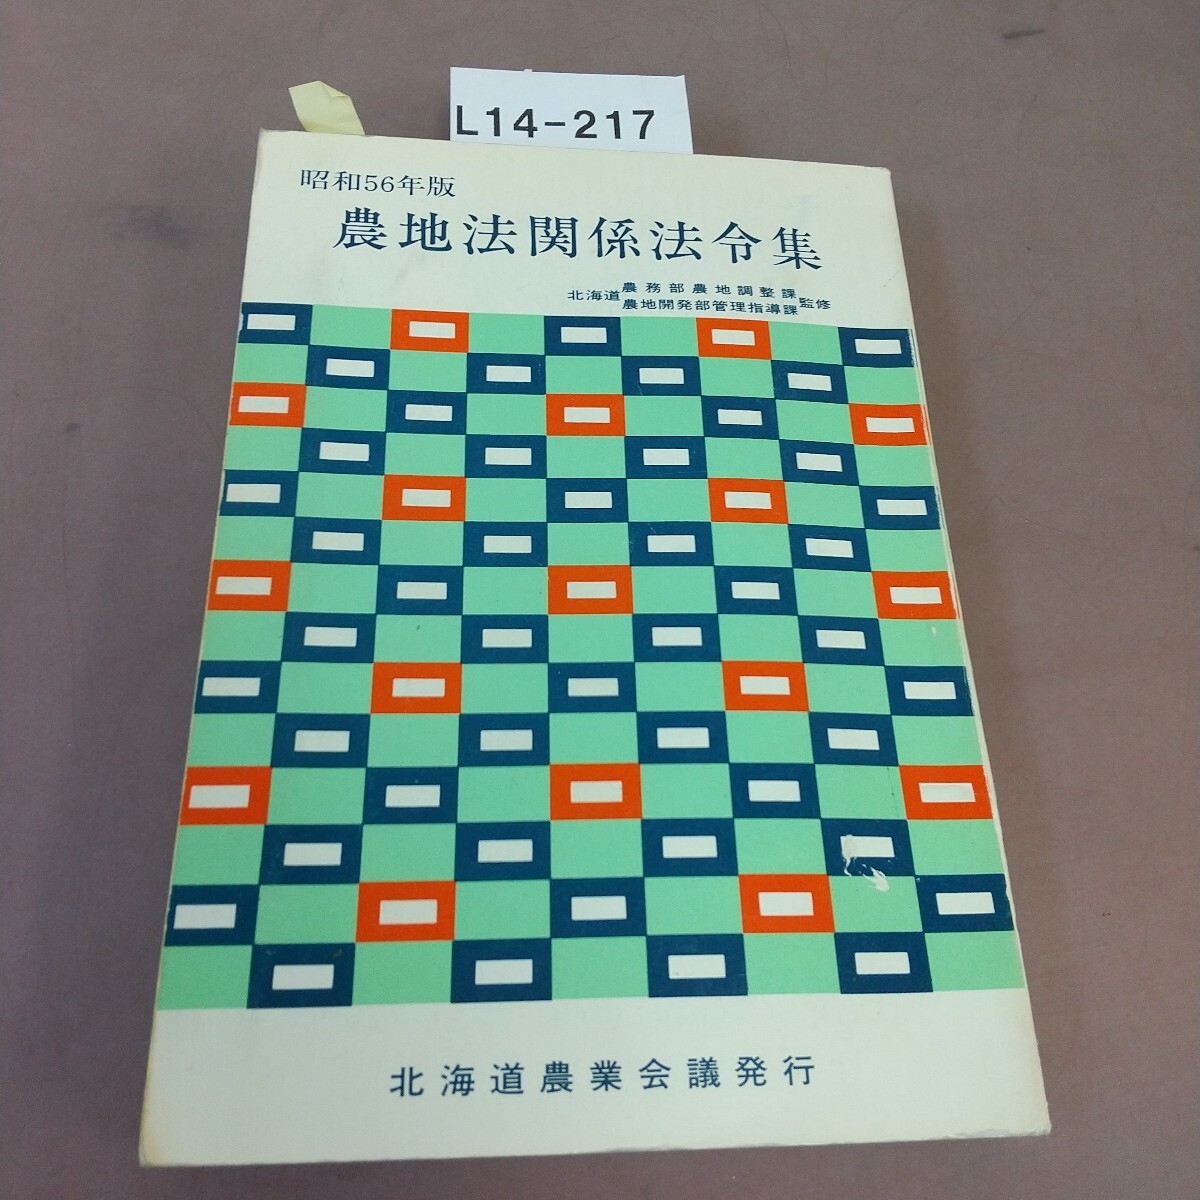 L14-217
昭和56年版
農地法関係法令集
北海道 農務部農地調整課 監修
農地開発部管理指導課
北海道農業会議発行